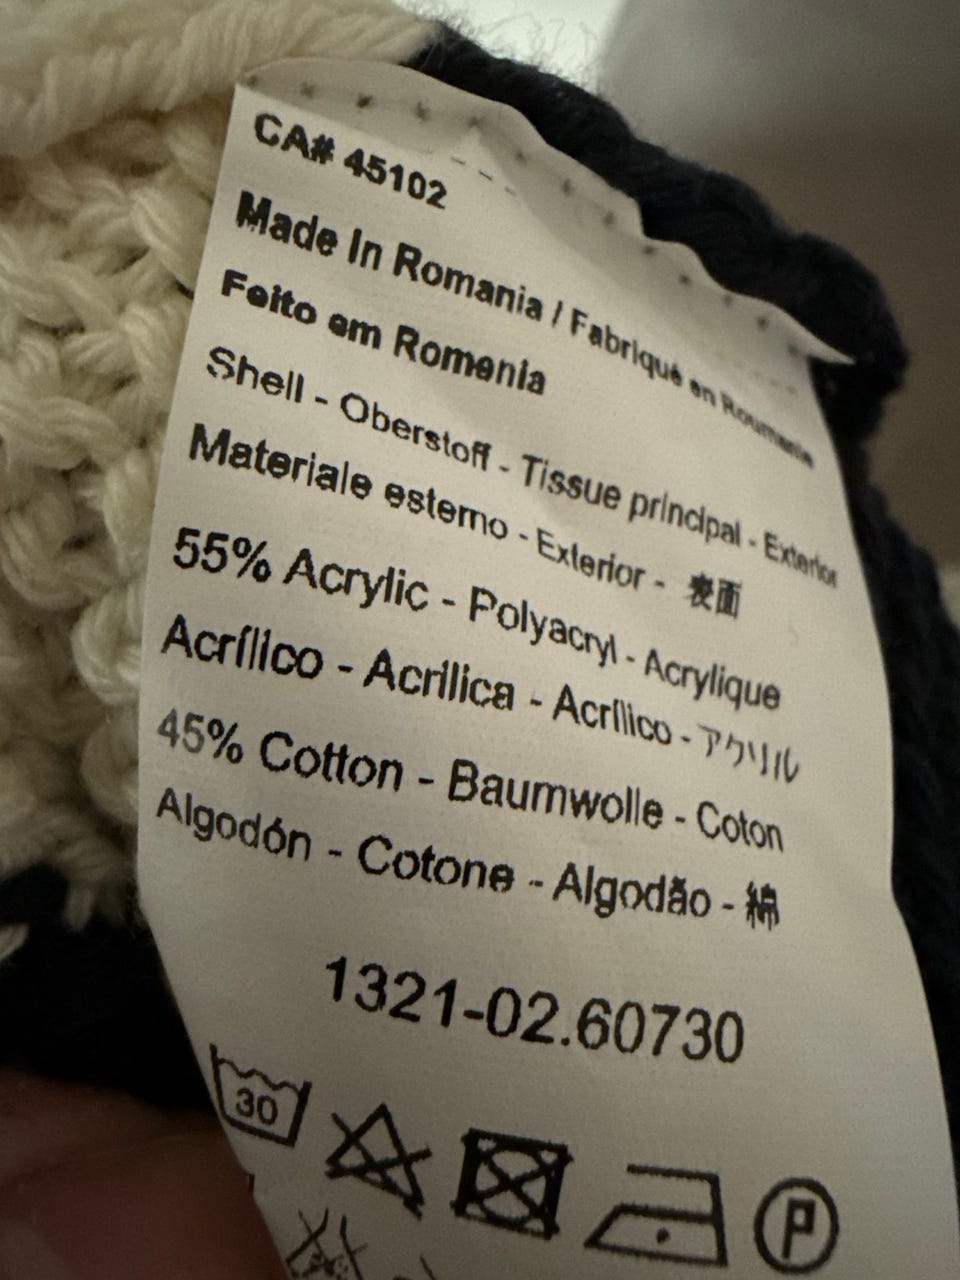 CA# 45102
Made In Romania / Fabriqué en Roumanie
Feito em Romenia
Shell - Oberstoff - Tissue principal - Exterior
Materiale esterno - Exterior - 表面
55% Acrylic - Polyacryl - Acrylique
Acrílico - Acrilica - Acrílico - アクリル
45% Cotton - Baumwolle - Coton
Algodón - Cotone - Algodão - 綿
1321-02.60730
30
P